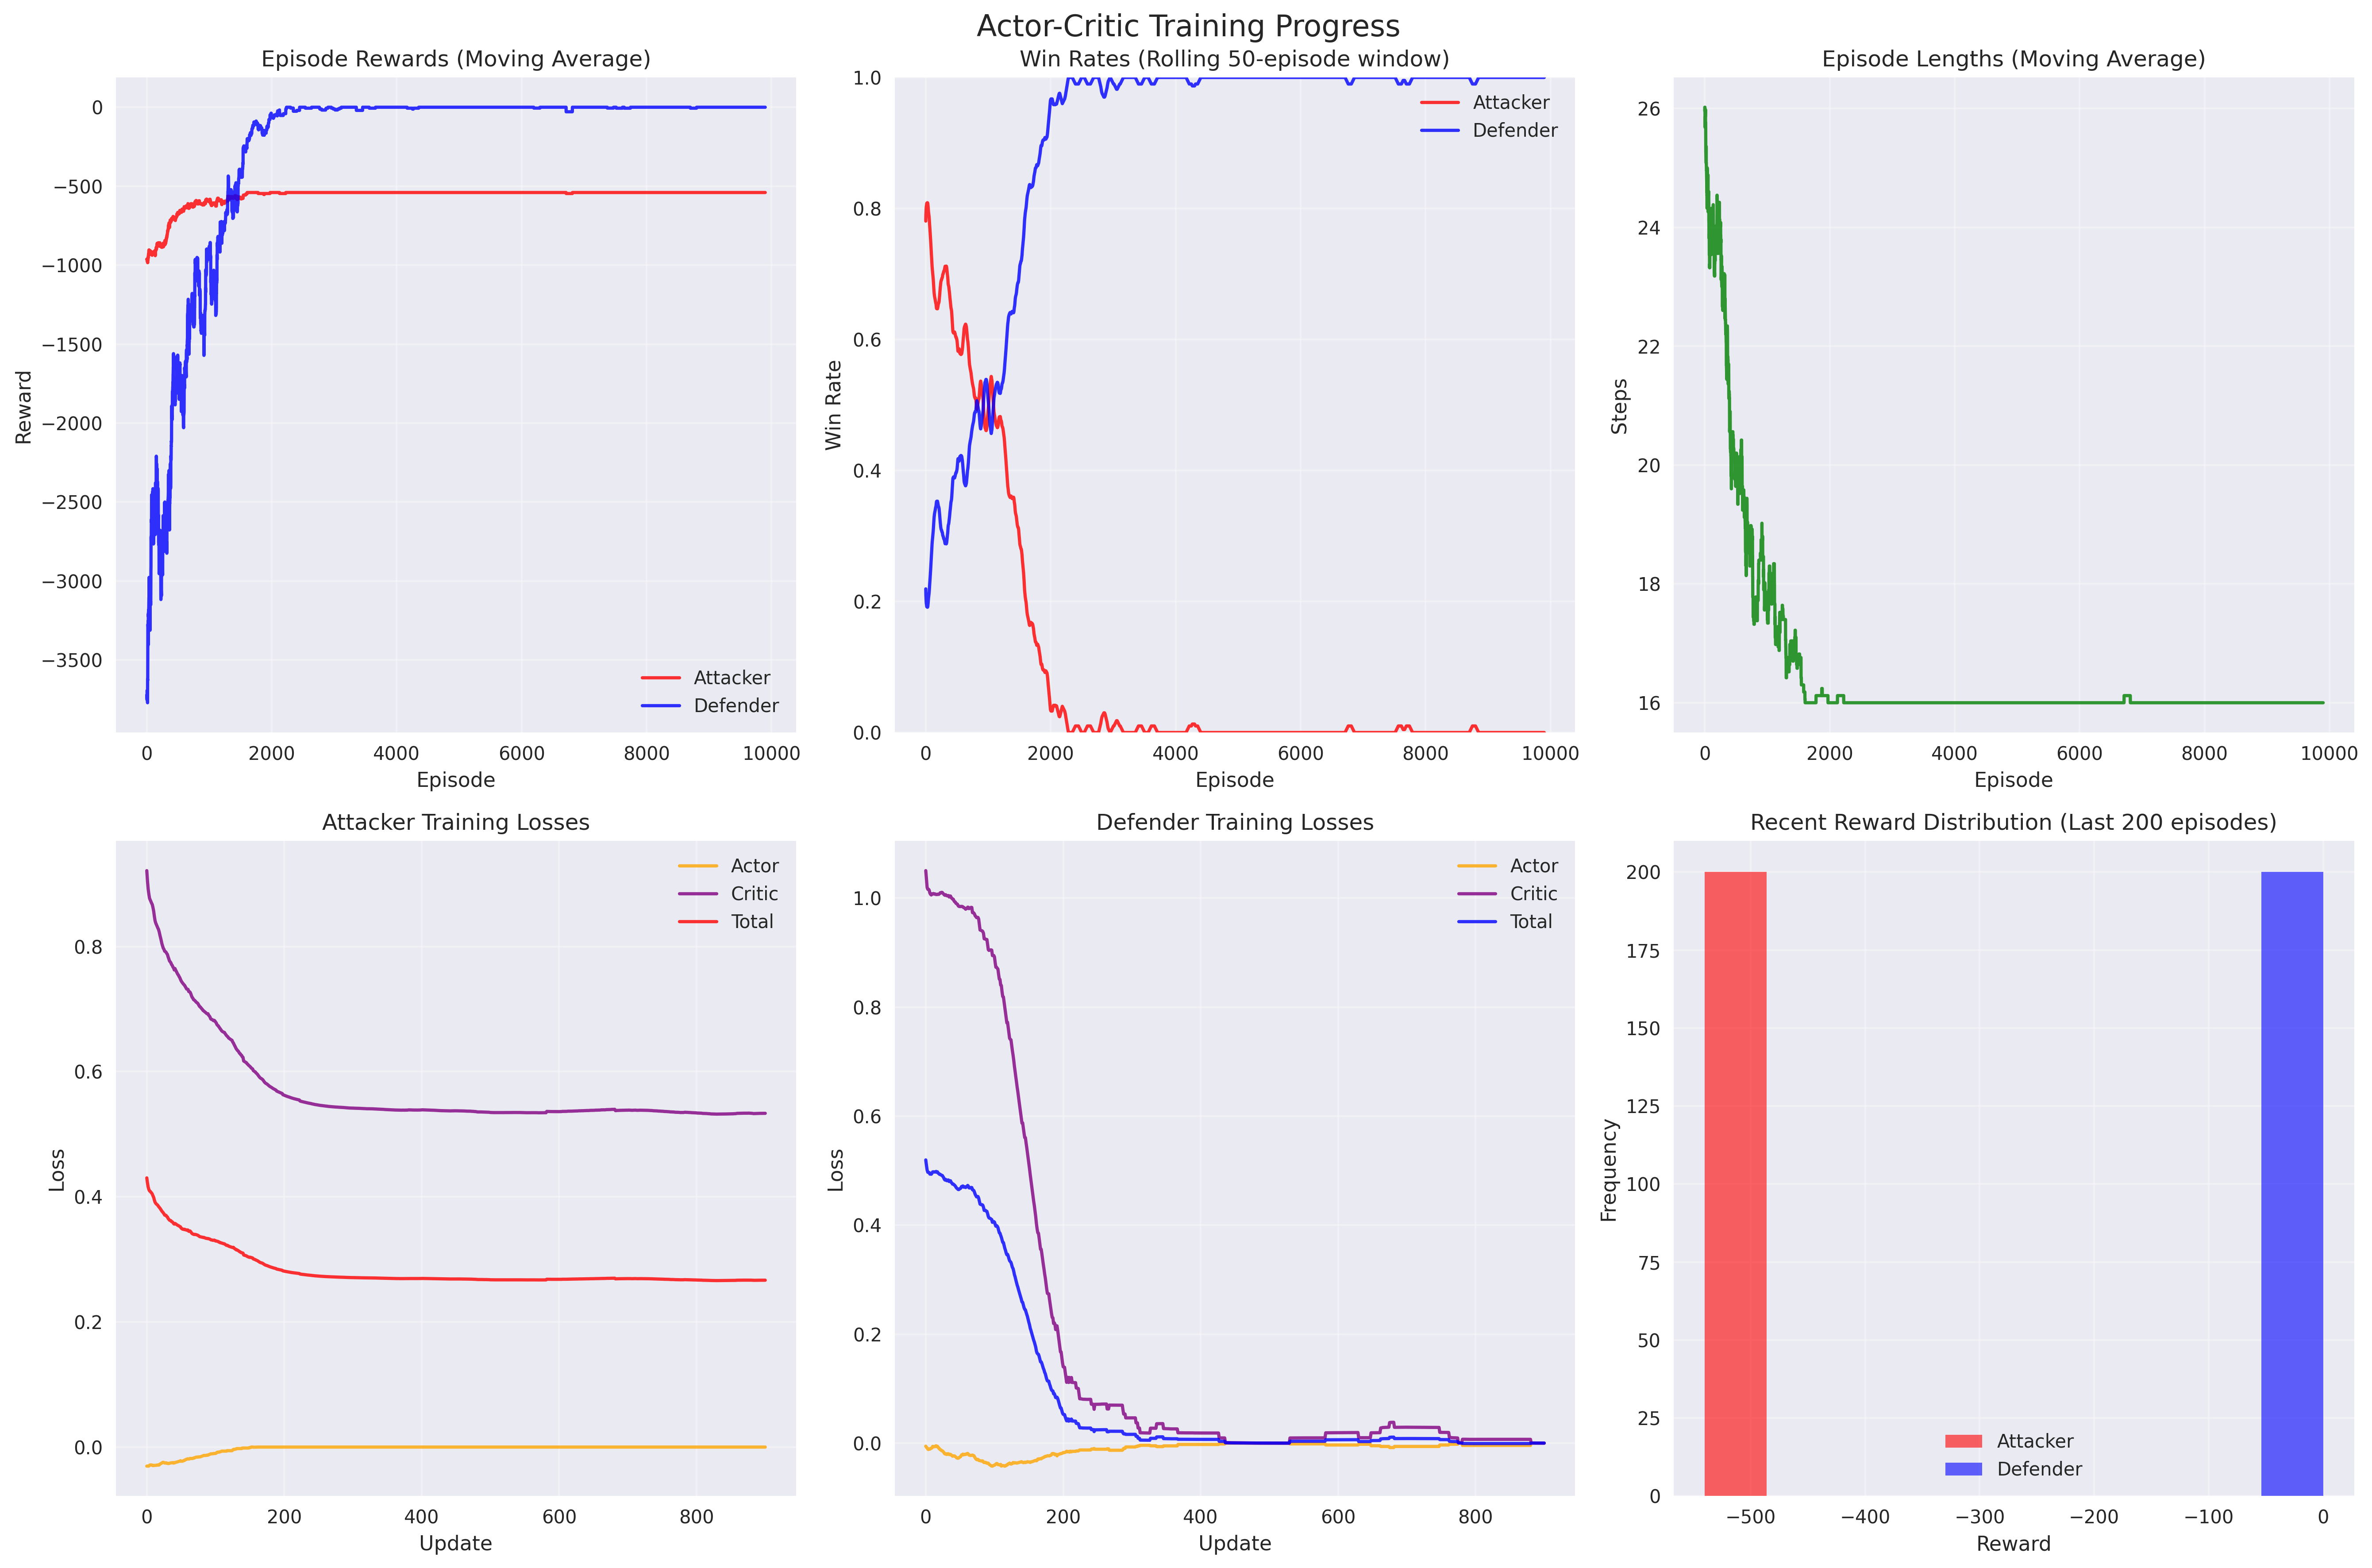 Actor-Critic Training Progress
Episode Rewards (Moving Average)
0
−500
−1000
−1500
−2000
−2500
−3000
−3500
Reward
Attacker
Defender
0
2000
4000
6000
8000
10000
Episode
Win Rates (Rolling 50-episode window)
1.0
0.8
0.6
0.4
0.2
0.0
Win Rate
Attacker
Defender
0
2000
4000
6000
8000
10000
Episode
Episode Lengths (Moving Average)
26
24
22
20
18
16
Steps
0
2000
4000
6000
8000
10000
Episode
Attacker Training Losses
0.8
0.6
0.4
0.2
0.0
Loss
Actor
Critic
Total
0
200
400
600
800
Update
Defender Training Losses
1.0
0.8
0.6
0.4
0.2
0.0
Loss
Actor
Critic
Total
0
200
400
600
800
Update
Recent Reward Distribution (Last 200 episodes)
200
175
150
125
100
75
50
25
0
Frequency
Attacker
Defender
−500
−400
−300
−200
−100
0
Reward